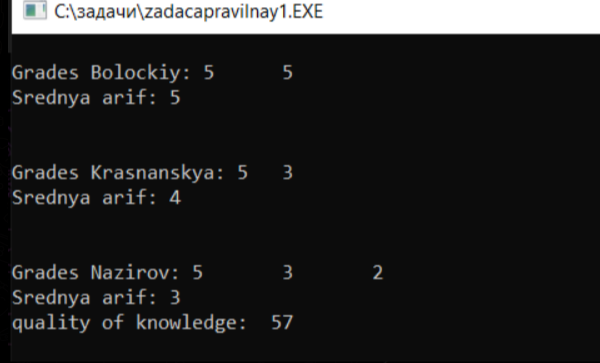 C:\задачи\zadacapravilnay1.EXE
Grades Bolockiy: 5 5
Srednya arif: 5
Grades Krasnanskya: 5 3
Srednya arif: 4
Grades Nazirov: 5 3 2
Srednya arif: 3
quality of knowledge: 57